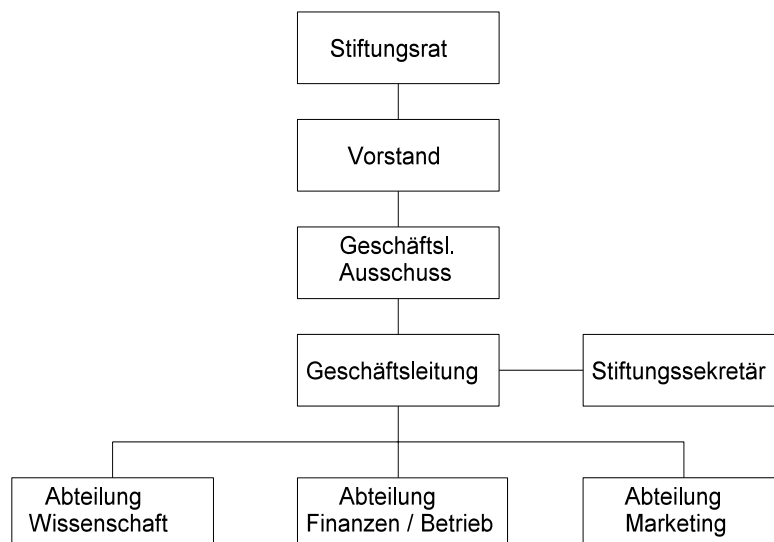 Stiftungsrat
Vorstand
Geschäftsl.
Ausschuss
Geschäftsleitung
Stiftungssekretär
Abteilung
Wissenschaft
Abteilung
Finanzen / Betrieb
Abteilung
Marketing